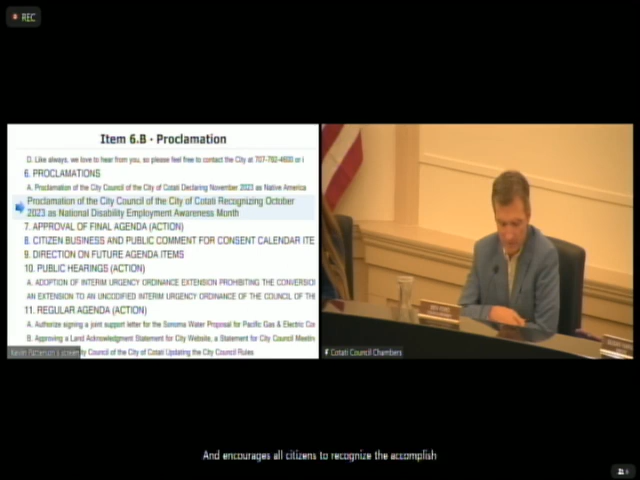 REC
Item 6.B - Proclamation
D. Like always, we love to hear from you, so please feel free to contact the City at 707-792-4600 or i
6. PROCLAMATIONS
A. Proclamation of the City Council of the City of Cotati Declaring November 2023 as Native America
Proclamation of the City Council of the City of Cotati Recognizing October
2023 as National Disability Employment Awareness Month
7. APPROVAL OF FINAL AGENDA (ACTION)
8. CITIZEN BUSINESS AND PUBLIC COMMENT FOR CONSENT CALENDAR ITE
9. DIRECTION ON FUTURE AGENDA ITEMS
10. PUBLIC HEARINGS (ACTION)
A. ADOPTION OF INTERIM URGENCY ORDINANCE EXTENSION PROHIBITING THE CONVERSIO
AN EXTENSION TO AN UNCODIFIED INTERIM URGENCY ORDINANCE OF THE COUNCIL OF TH
11. REGULAR AGENDA (ACTION)
A. Authorize signing a joint support letter for the Sonoma Water Proposal for Pacific Gas & Electric Co
B. Approving a Land Acknowledgment Statement for City Website, a Statement for City Council Meetin
by Council of the City of Cotati Updating the City Council Rules
Cotati Council Chambers
And encourages all citizens to recognize the accomplish